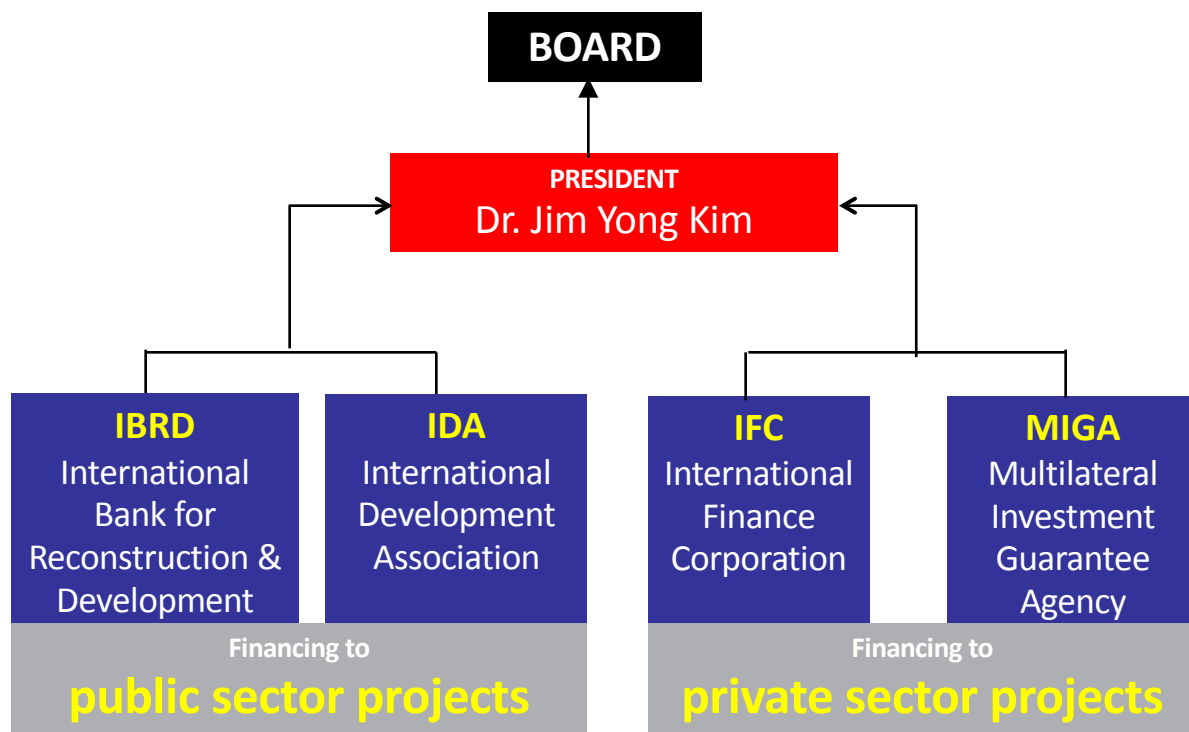 BOARD
PRESIDENT
Dr. Jim Yong Kim
IBRD
International
Bank for
Reconstruction &
Development
IDA
International
Development
Association
IFC
International
Finance
Corporation
MIGA
Multilateral
Investment
Guarantee
Agency
Financing to
public sector projects
Financing to
private sector projects